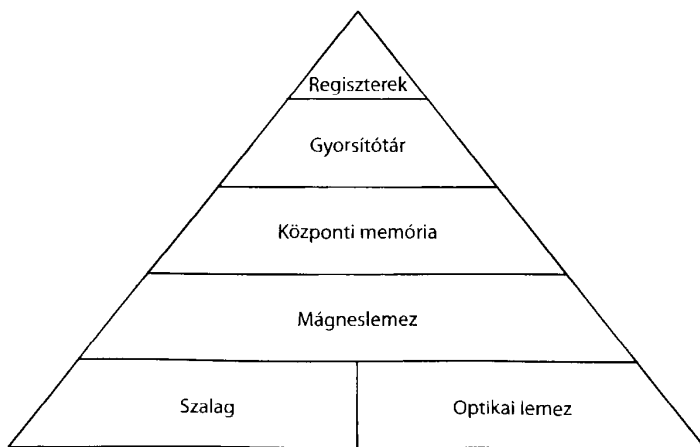 Regiszterek
Gyorsítótár
Központi memória
Mágneslemez
Szalag
Optikai lemez